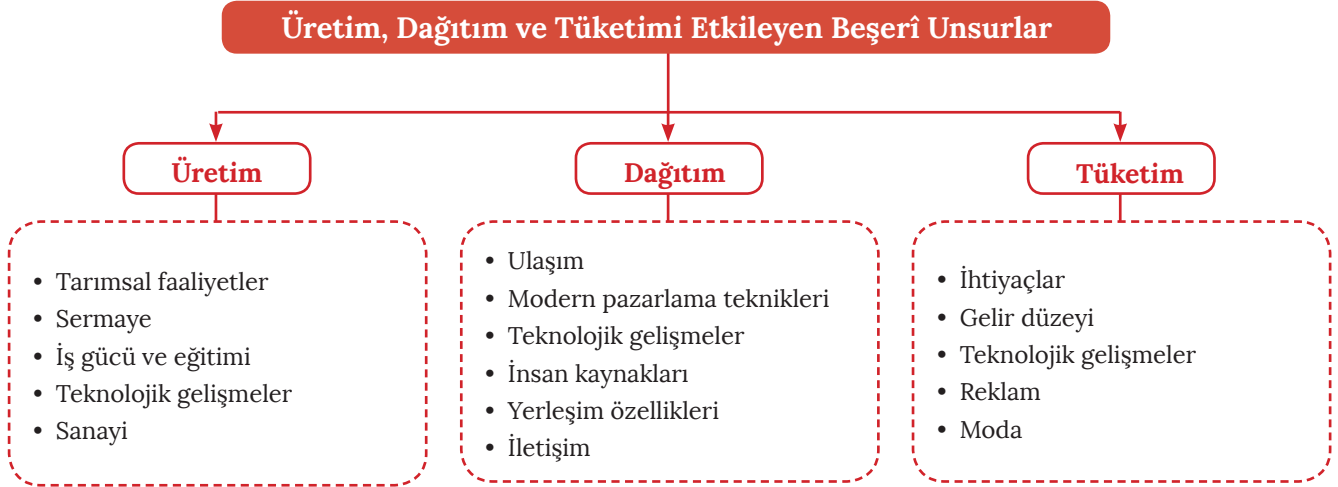 Üretim, Dağıtım ve Tüketimi Etkileyen Beşerî Unsurlar
Üretim
• Tarımsal faaliyetler
• Sermaye
• İş gücü ve eğitimi
• Teknolojik gelişmeler
• Sanayi
Dağıtım
• Ulaşım
• Modern pazarlama teknikleri
• Teknolojik gelişmeler
• İnsan kaynakları
• Yerleşim özellikleri
• İletişim
Tüketim
• İhtiyaçlar
• Gelir düzeyi
• Teknolojik gelişmeler
• Reklam
• Moda